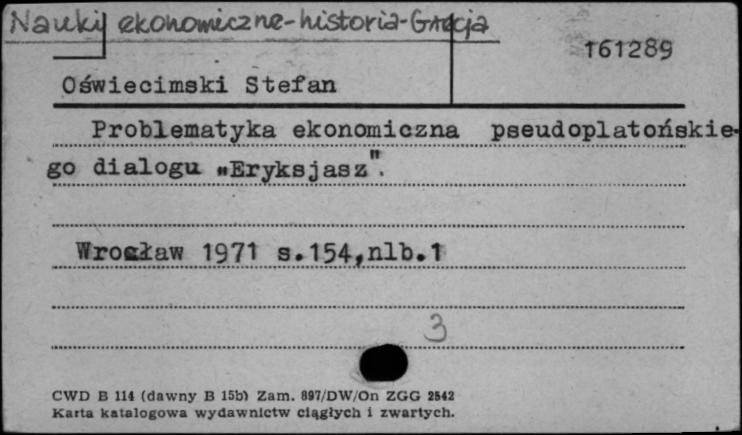 Nauki ekonomiczne-historia-Grecja
161289
Oświecimski Stefan
Problematyka ekonomiczna pseudoplatońskie-
go dialogu „Eryksjasz".
Wrocław 1971 s.154,nlb.1
3
CWD B 114 (dawny B 15b) Zam. 897/DW/On ZGG 2542
Karta katalogowa wydawnictw ciągłych i zwartych.